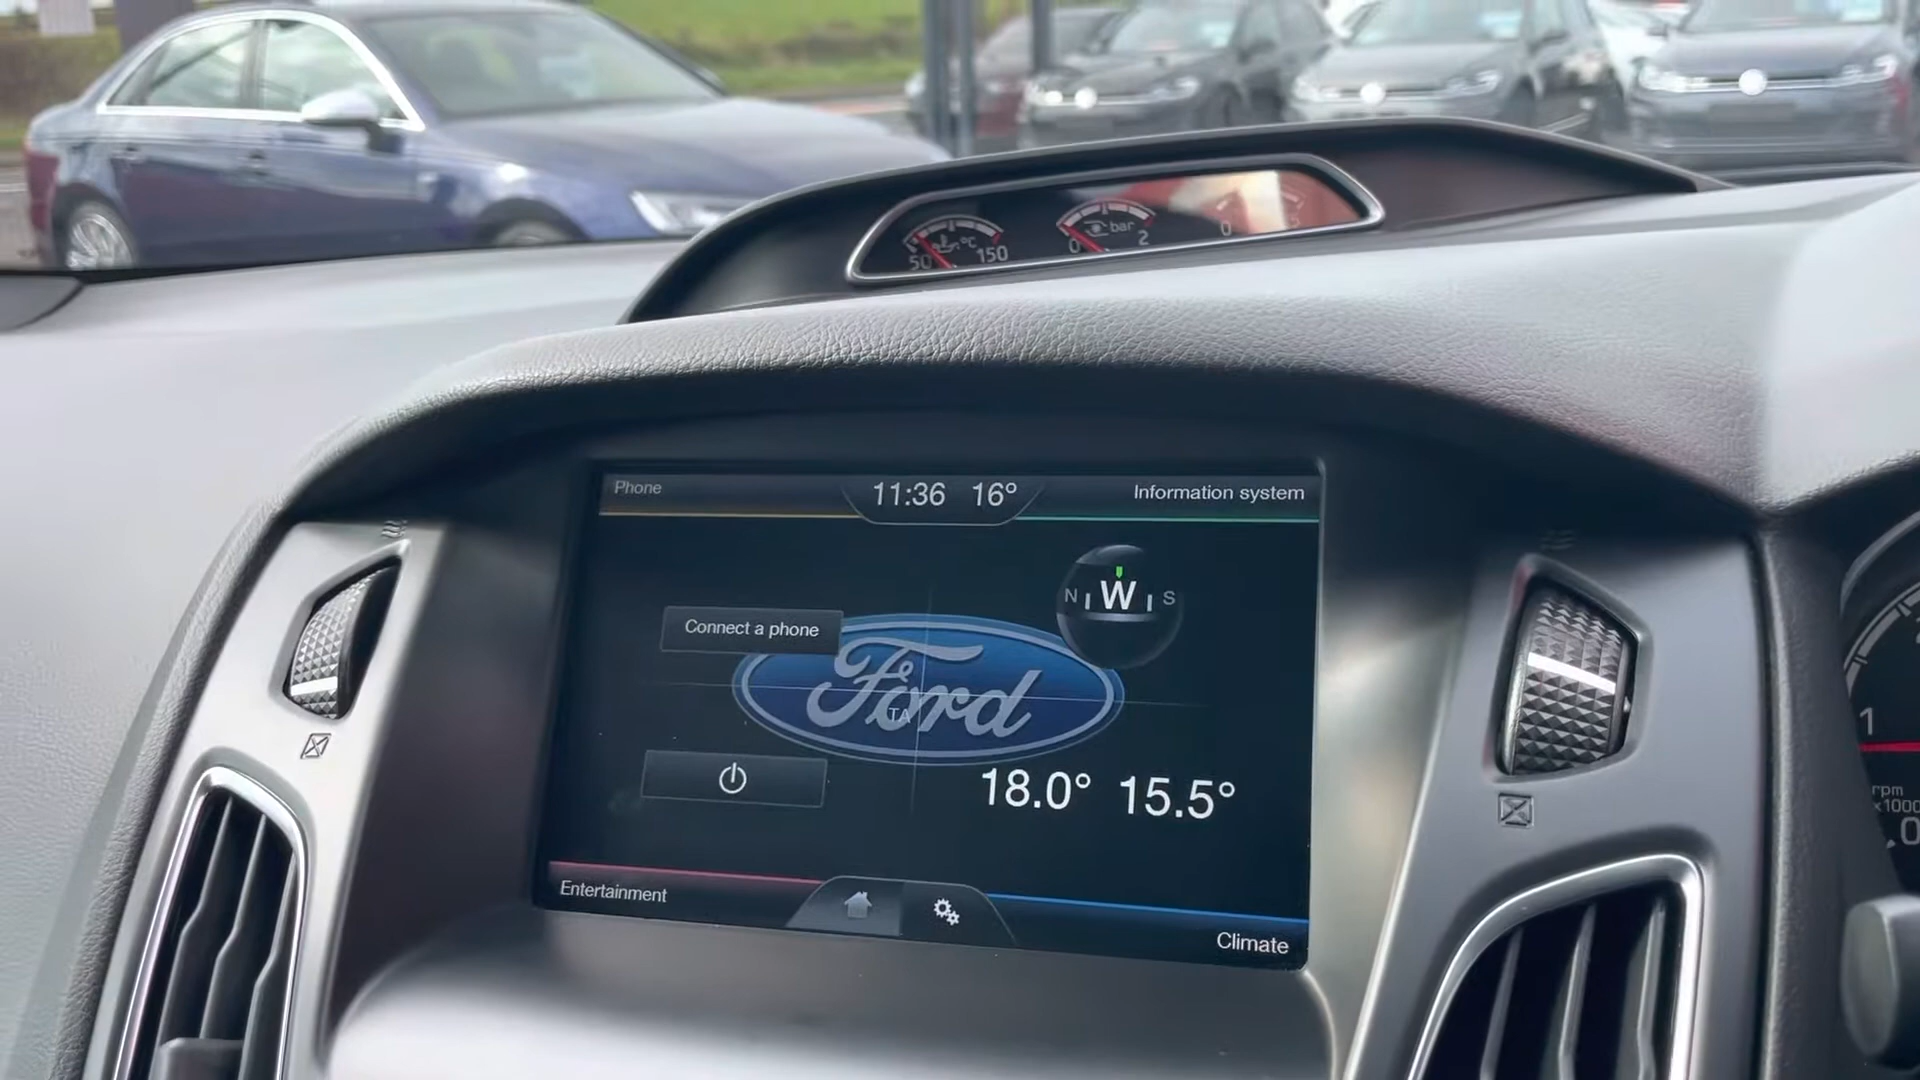 °C
50 150
bar
0 2
0
Phone
11:36 16°
Information system
N W S
Connect a phone
Ford
TA
18.0° 15.5°
Entertainment
Climate
1
rpm
x1000
0